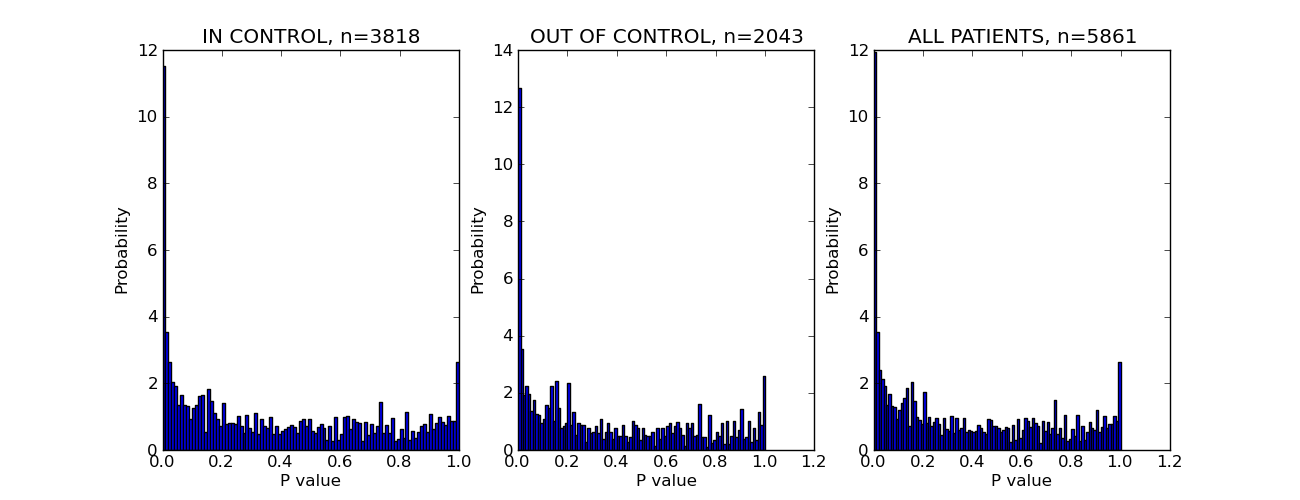 IN CONTROL, n=3818
12
10
8
6
4
2
0
Probability
0.0 0.2 0.4 0.6 0.8 1.0
P value
OUT OF CONTROL, n=2043
14
12
10
8
6
4
2
0
Probability
0.0 0.2 0.4 0.6 0.8 1.0 1.2
P value
ALL PATIENTS, n=5861
12
10
8
6
4
2
0
Probability
0.0 0.2 0.4 0.6 0.8 1.0 1.2
P value